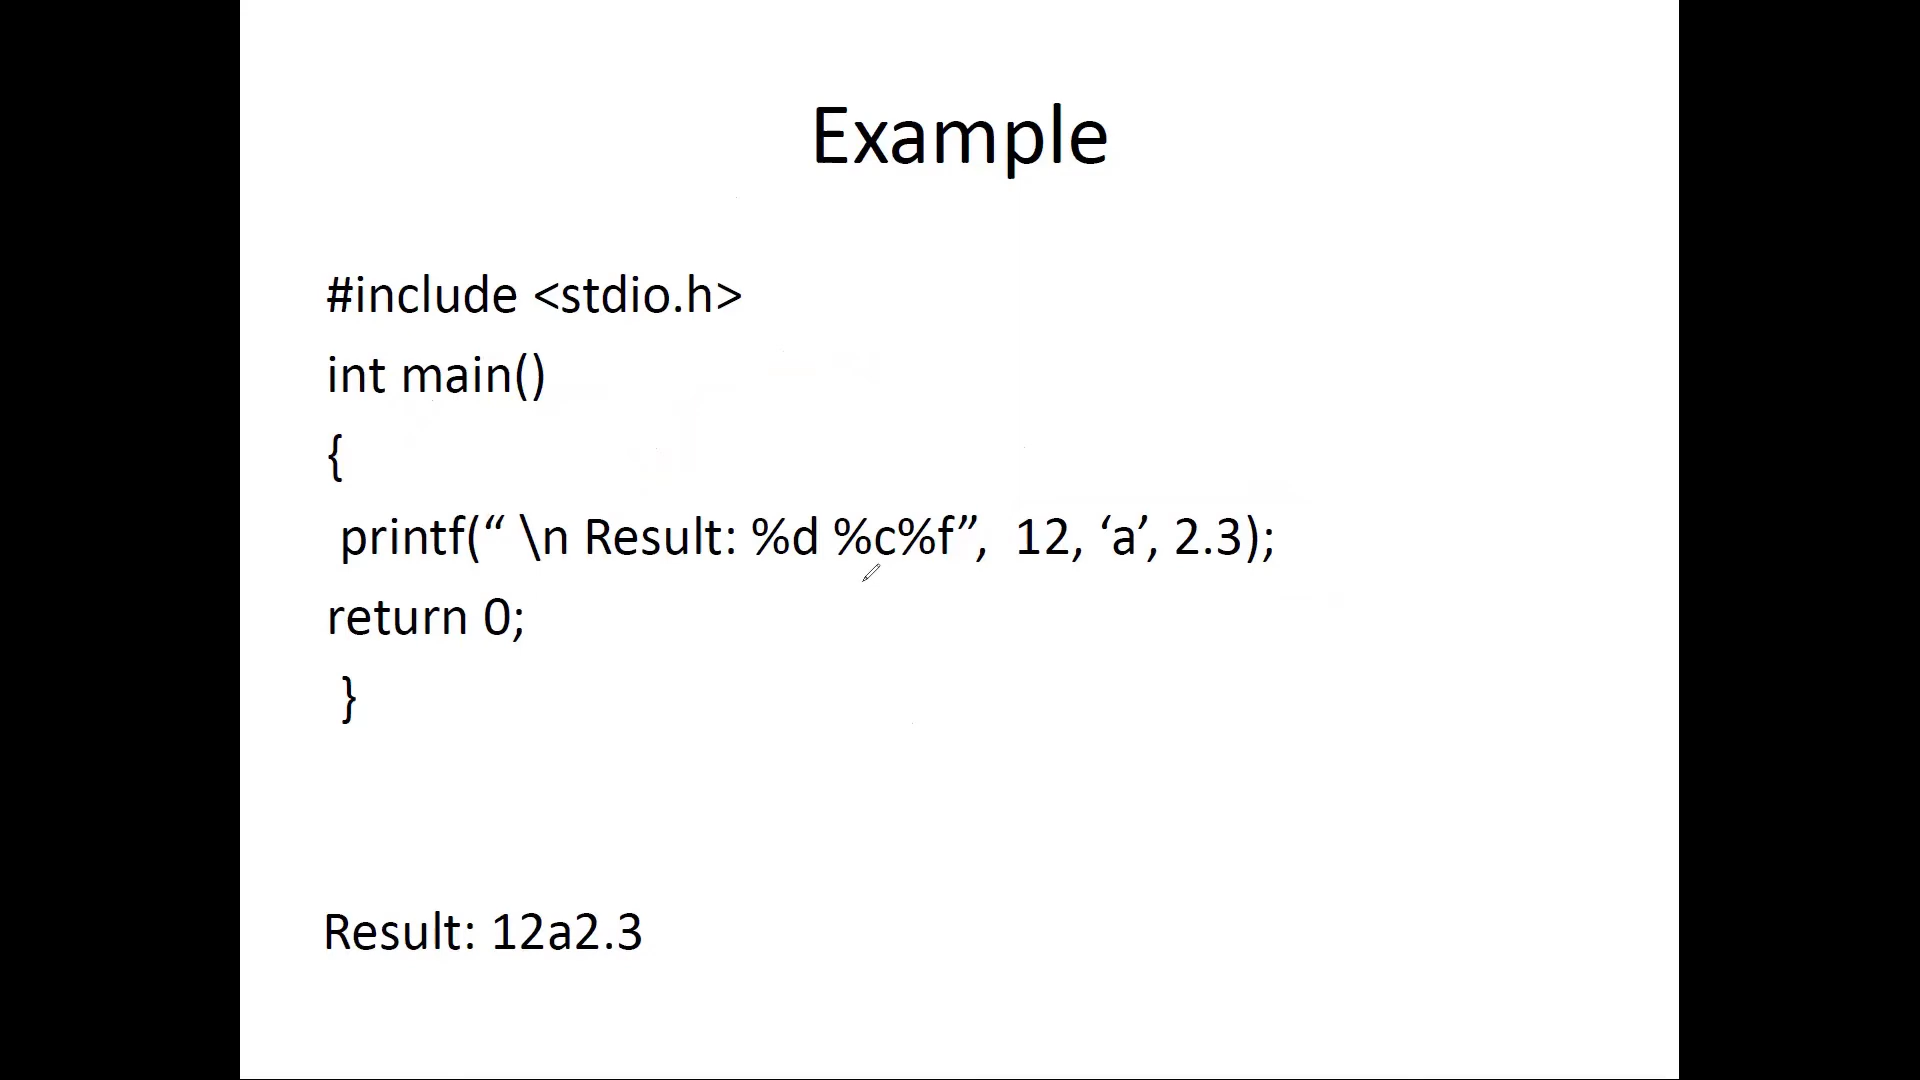 Example
#include <stdio.h>
int main()
{
printf(“ \n Result: %d %c%f”,  12, ‘a’, 2.3);
return 0;
}
Result: 12a2.3